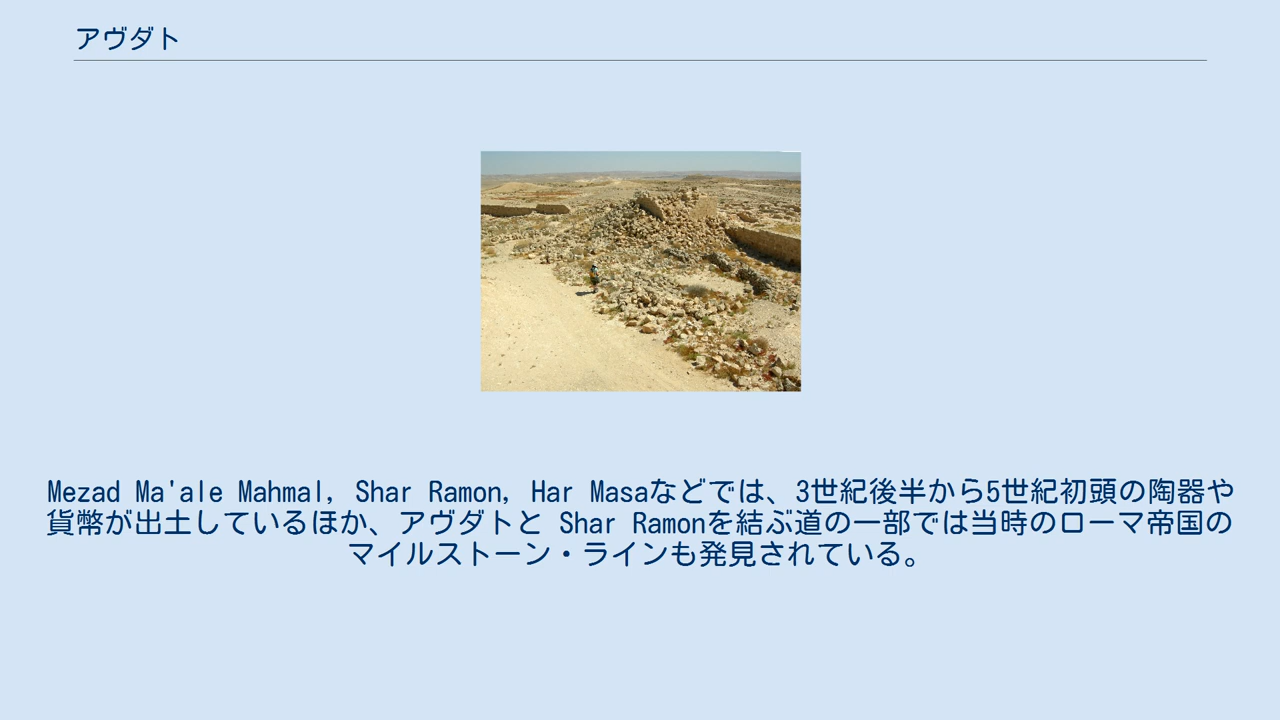 アヴダト
Mezad Ma'ale Mahmal, Shar Ramon, Har Masaなどでは、3世紀後半から5世紀初頭の陶器や
貨幣が出土しているほか、アヴダトと Shar Ramonを結ぶ道の一部では当時のローマ帝国の
マイルストーン・ラインも発見されている。